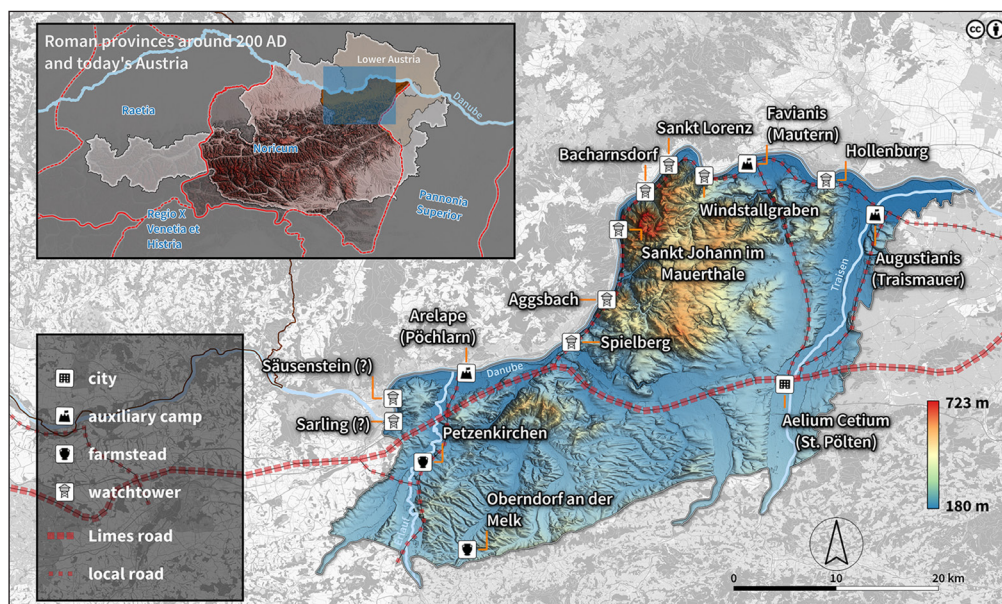 Roman provinces around 200 AD
and today's Austria
Lower Austria
Raetia
Danube
Noricum
Pannonia
Superior
Regio X
Venetia et
Histria
cc
Favianis
(Mautern)
Sankt Lorenz
Hollenburg
Bacharnsdorf
Windstallgraben
Sankt Johann im
Mauerthale
Augustianis
(Traismauer)
Traisen
Aggsbach
Arelape
(Pöchlarn)
Spielberg
Säusenstein (?)
Danube
Sarling (?)
Petzenkirchen
Aelium Cetium
(St. Pölten)
Oberndorf an der
Melk
city
auxiliary camp
farmstead
watchtower
Limes road
local road
723 m
180 m
0
10
20 km